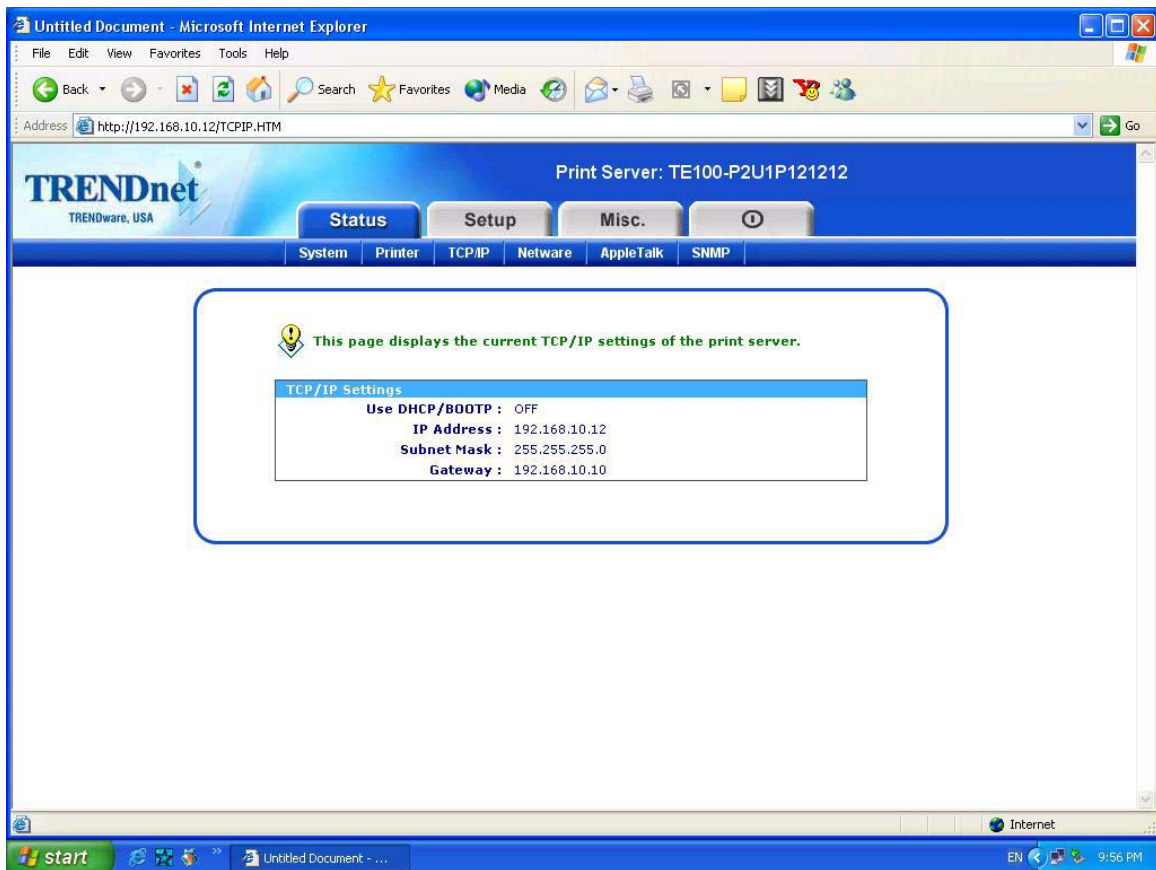 Untitled Document - Microsoft Internet Explorer
File Edit View Favorites Tools Help
Back Search Favorites Media
Address http://192.168.10.12/TCPIP.HTM Go
TRENDnet®
TRENDware, USA
Print Server: TE100-P2U1P121212
Status Setup Misc.
System Printer TCP/IP Netware AppleTalk SNMP
This page displays the current TCP/IP settings of the print server.
TCP/IP Settings
Use DHCP/BOOTP : OFF
IP Address : 192.168.10.12
Subnet Mask : 255.255.255.0
Gateway : 192.168.10.10
Internet
start Untitled Document - ... EN 9:56 PM